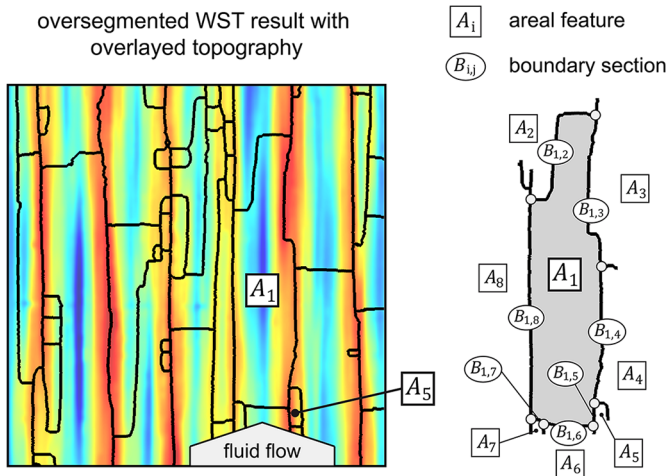 oversegmented WST result with
overlayed topography
A₁
A₅
fluid flow
Aᵢ areal feature
Bᵢ,ⱼ boundary section
A₂
B₁,₂
A₃
B₁,₃
A₈
A₁
B₁,₈
B₁,₄
B₁,₇
B₁,₅
A₄
A₇
B₁,₆
A₅
A₆